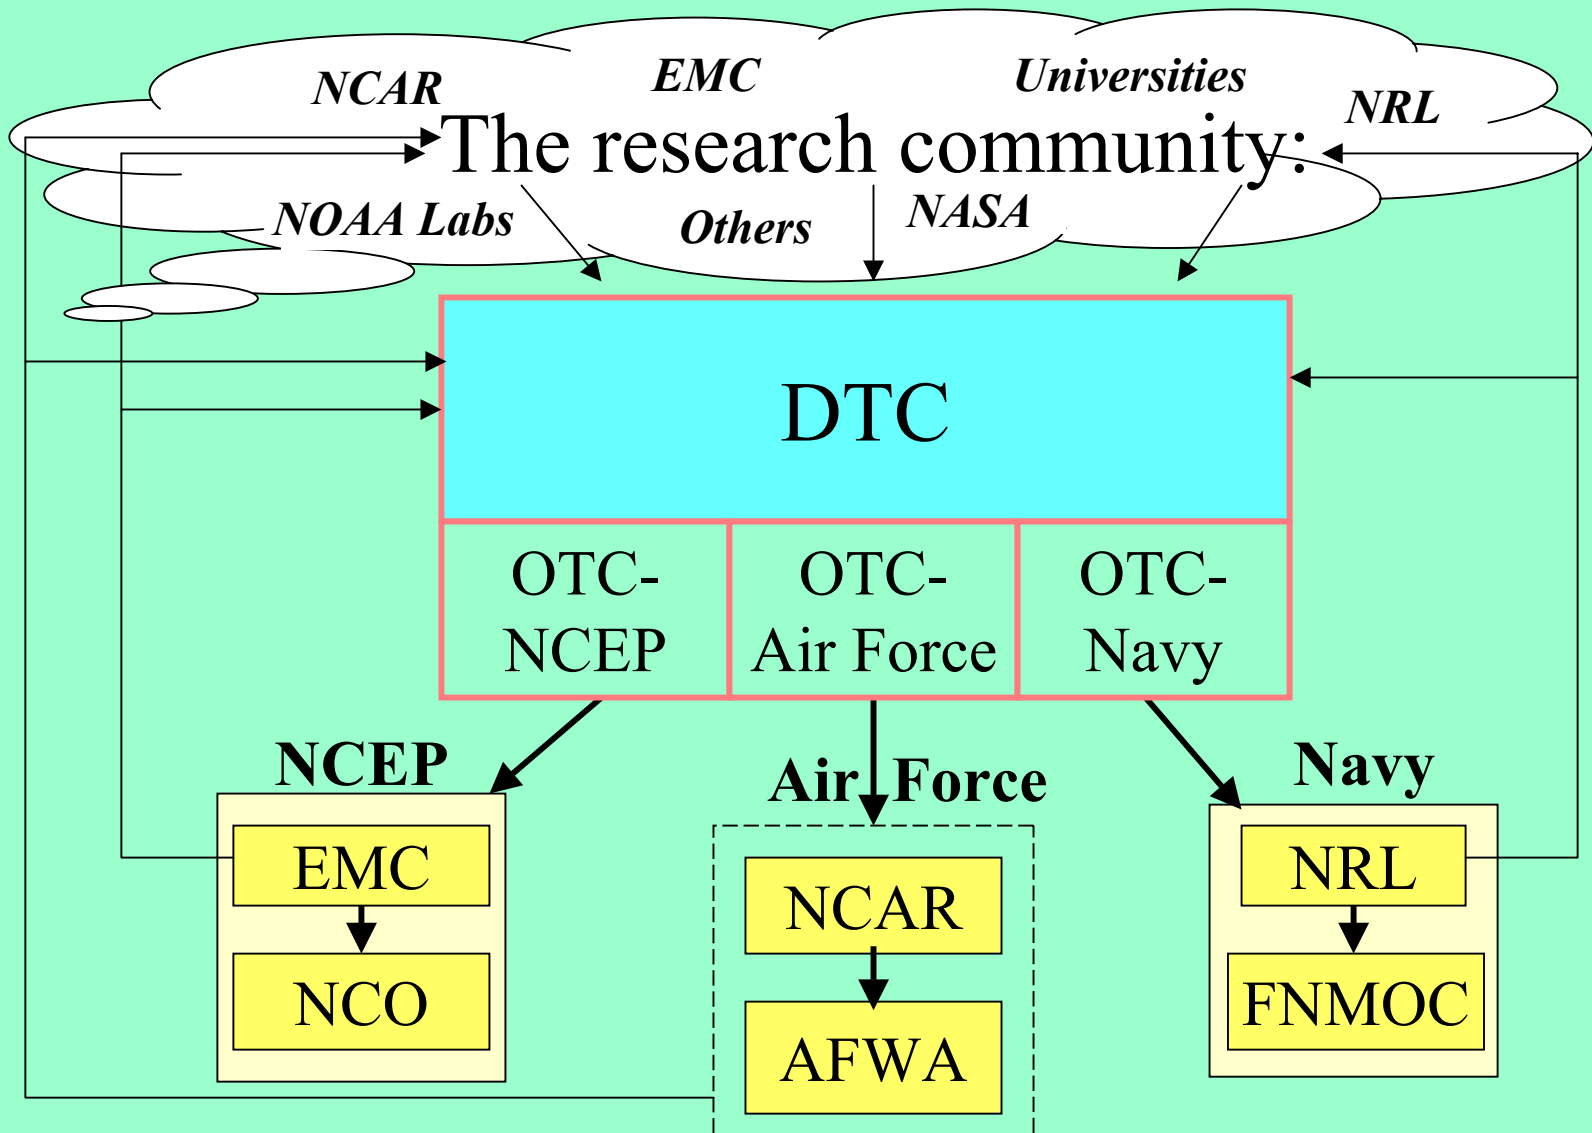 NCAR
EMC
Universities
NRL
The research community:
NOAA Labs
Others
NASA
DTC
OTC-
NCEP
OTC-
Air Force
OTC-
Navy
NCEP
Air Force
Navy
EMC
NCO
NCAR
AFWA
NRL
FNMOC